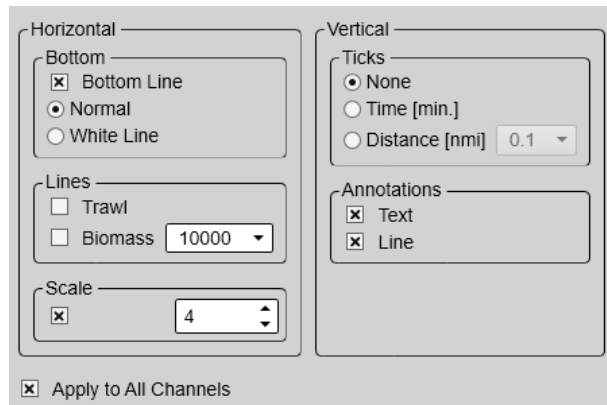 Horizontal
Bottom
Bottom Line
Normal
White Line
Lines
Trawl
Biomass 10000
Scale
4
Vertical
Ticks
None
Time [min.]
Distance [nmi] 0.1
Annotations
Text
Line
Apply to All Channels